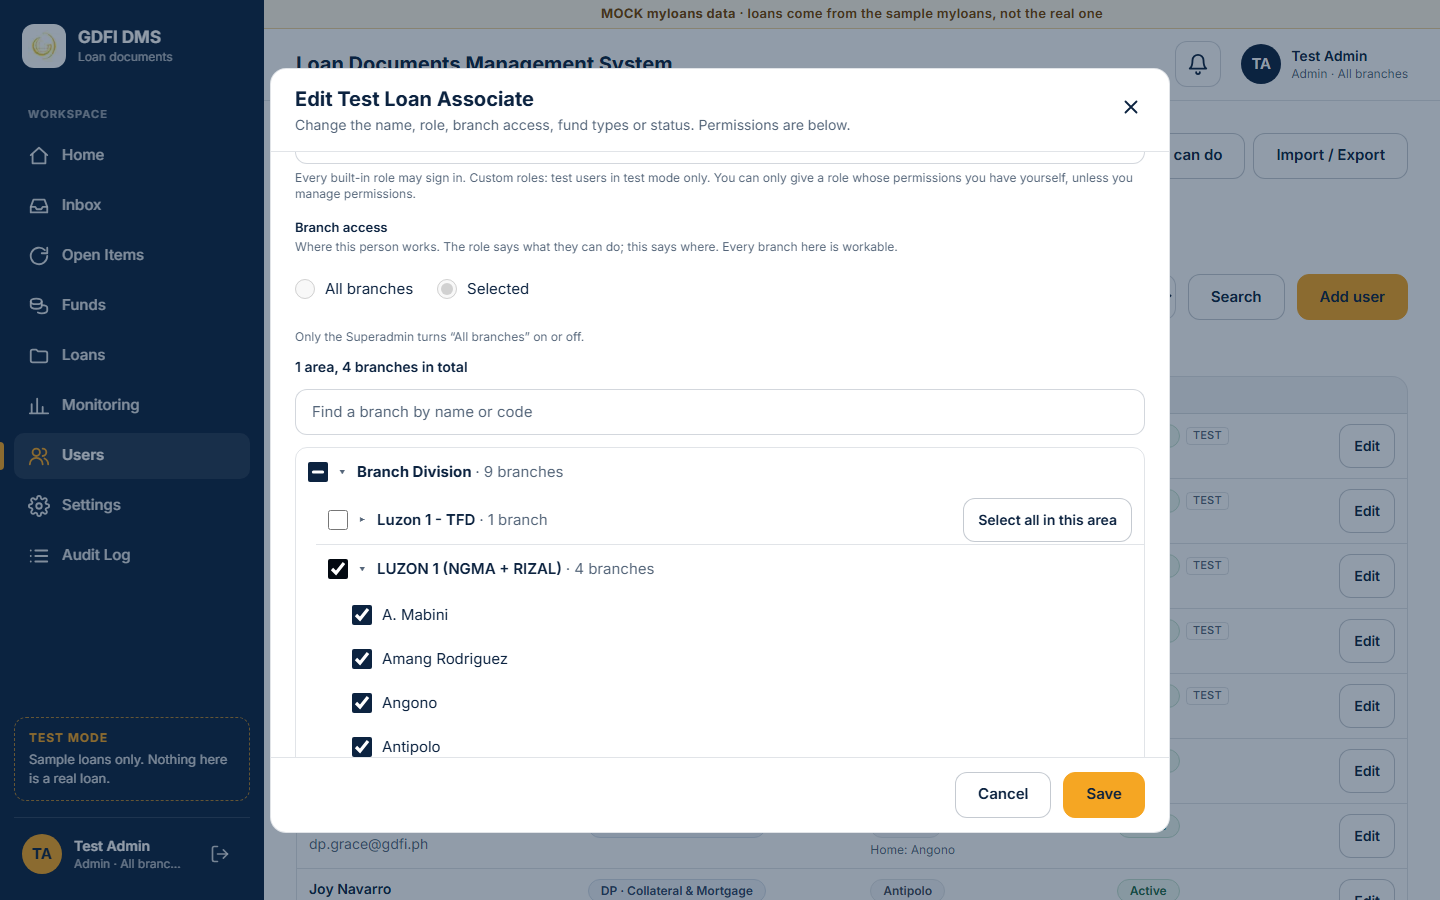 MOCK myloans data · loans come from the sample myloans, not the real one
GDFI DMS
Loan documents
WORKSPACE
Home
Inbox
Open Items
Funds
Loans
Monitoring
Users
Settings
Audit Log
TEST MODE
Sample loans only. Nothing here
is a real loan.
TA
Test Admin
Admin · All branc...
Loan Documents Management System
TA
Test Admin
Admin · All branches
can do
Import / Export
Search
Add user
Edit Test Loan Associate
Change the name, role, branch access, fund types or status. Permissions are below.
Every built-in role may sign in. Custom roles: test users in test mode only. You can only give a role whose permissions you have yourself, unless you
manage permissions.
Branch access
Where this person works. The role says what they can do; this says where. Every branch here is workable.
All branches
Selected
Only the Superadmin turns “All branches” on or off.
1 area, 4 branches in total
Find a branch by name or code
Branch Division · 9 branches
Luzon 1 - TFD · 1 branch
Select all in this area
LUZON 1 (NGMA + RIZAL) · 4 branches
A. Mabini
Amang Rodriguez
Angono
Antipolo
Cancel
Save
TEST
Edit
TEST
Edit
TEST
Edit
TEST
Edit
TEST
Edit
Edit
dp.grace@gdfi.ph
Home: Angono
Edit
Joy Navarro
DP · Collateral & Mortgage
Antipolo
Active
Edit